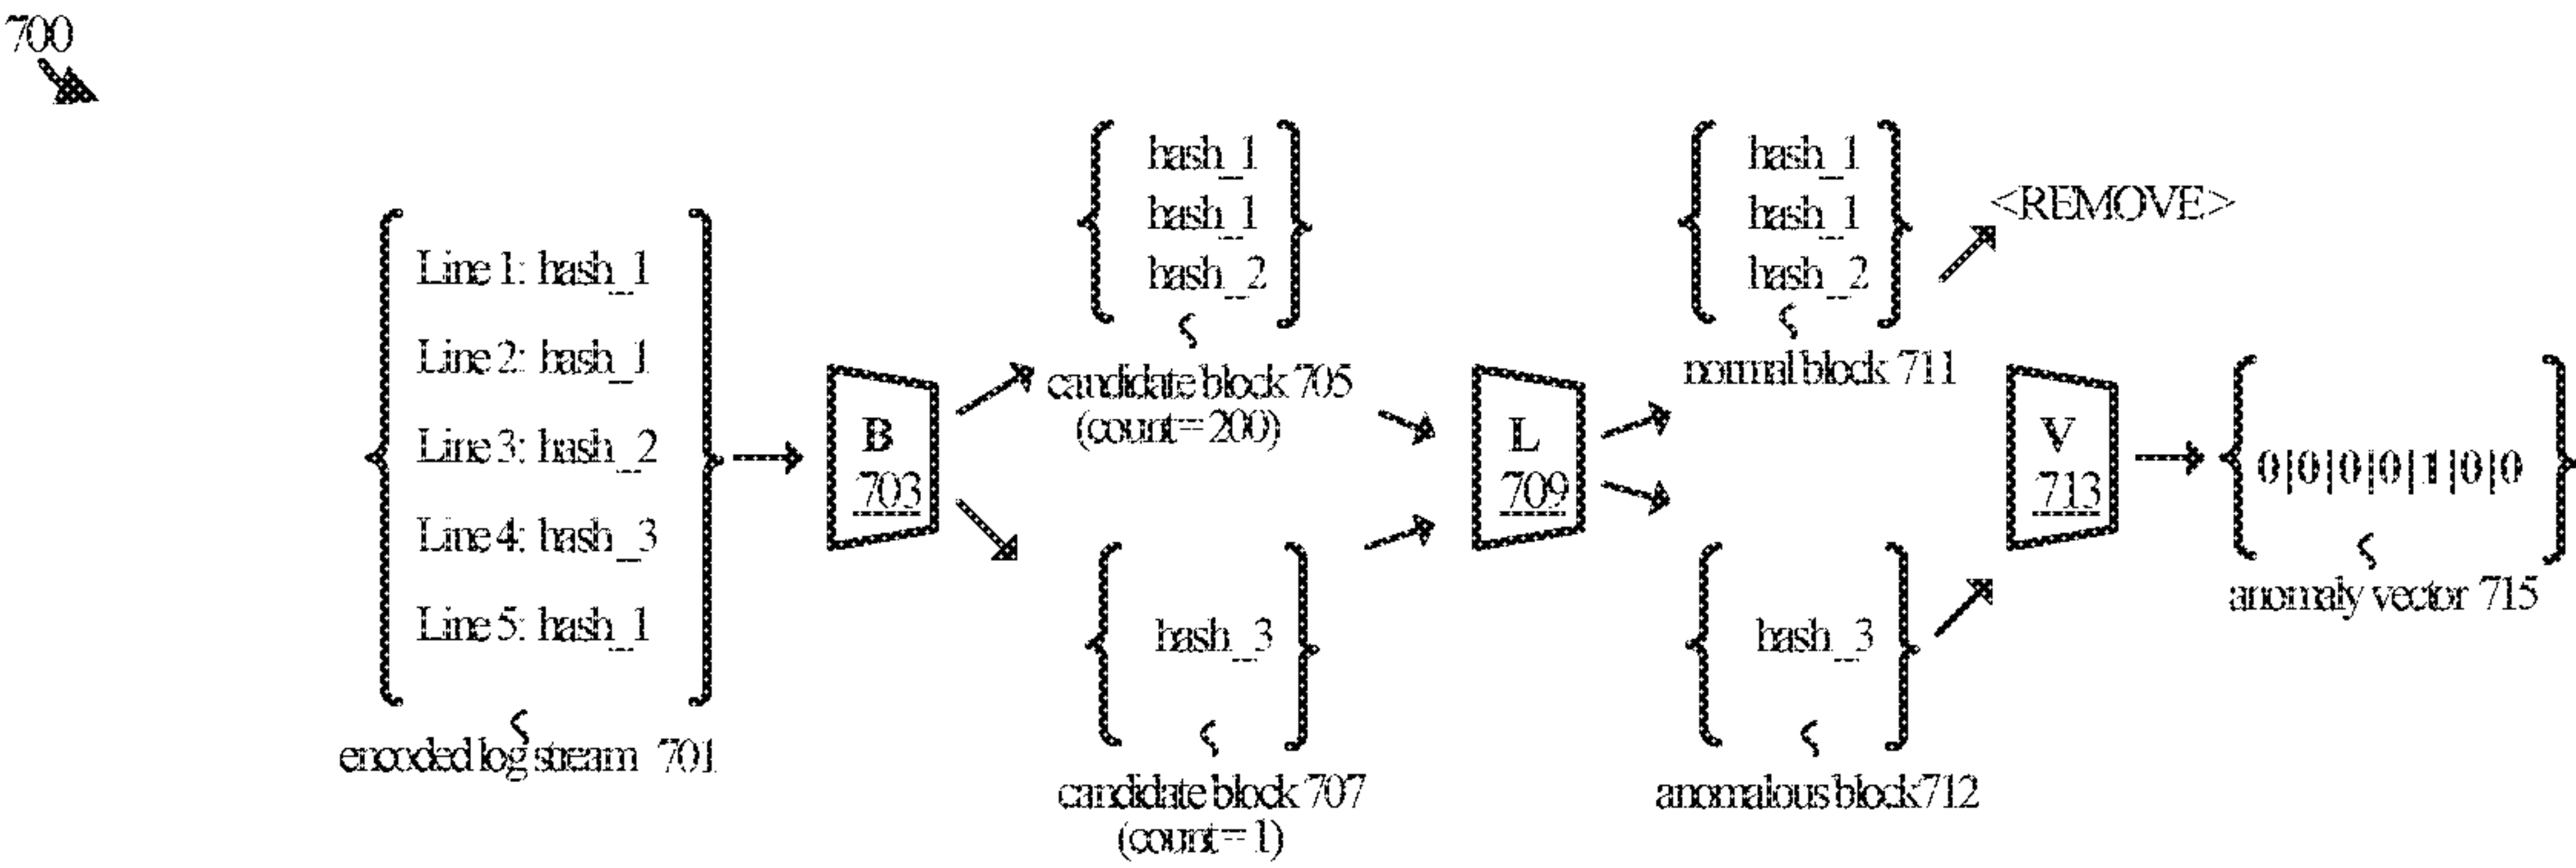 700
Line 1: hash_1
Line 2: hash_1
Line 3: hash_2
Line 4: hash_3
Line 5: hash_1
encoded log stream 701
B
703
hash_1
hash_1
hash_2
candidate block 705
(count=200)
hash_3
candidate block 707
(count=1)
L
709
hash_1
hash_1
hash_2
normal block 711
<REMOVE>
hash_3
anomalous block712
V
713
0|0|0|0|1|0|0
anomaly vector 715